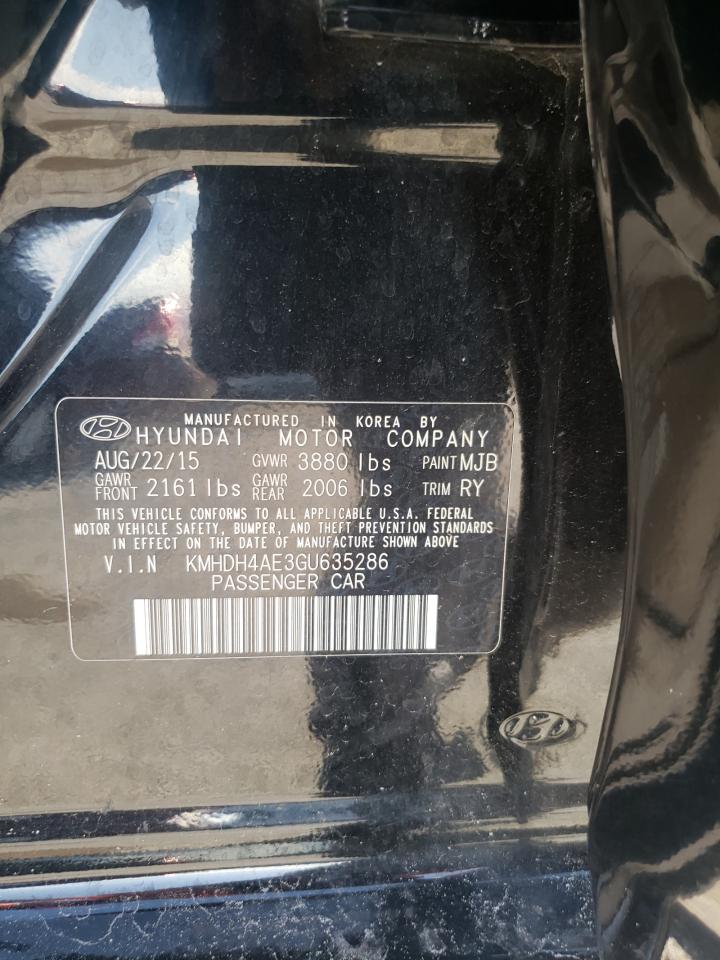 MANUFACTURED IN KOREA BY
HYUNDAI MOTOR COMPANY
AUG/22/15 GVWR 3880 lbs PAINT MJB
GAWR FRONT 2161 lbs GAWR REAR 2006 lbs TRIM RY
THIS VEHICLE CONFORMS TO ALL APPLICABLE U.S.A. FEDERAL
MOTOR VEHICLE SAFETY, BUMPER, AND THEFT PREVENTION STANDARDS
IN EFFECT ON THE DATE OF MANUFACTURE SHOWN ABOVE.
V.I.N KMHDH4AE3GU635286
PASSENGER CAR